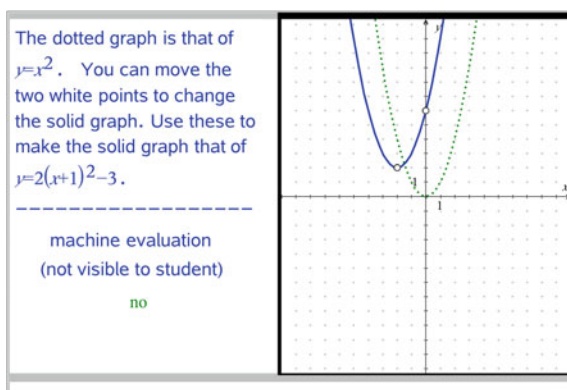 The dotted graph is that of
y=x². You can move the
two white points to change
the solid graph. Use these to
make the solid graph that of
y=2(x+1)²−3.
machine evaluation
(not visible to student)
no
y
1
x
1